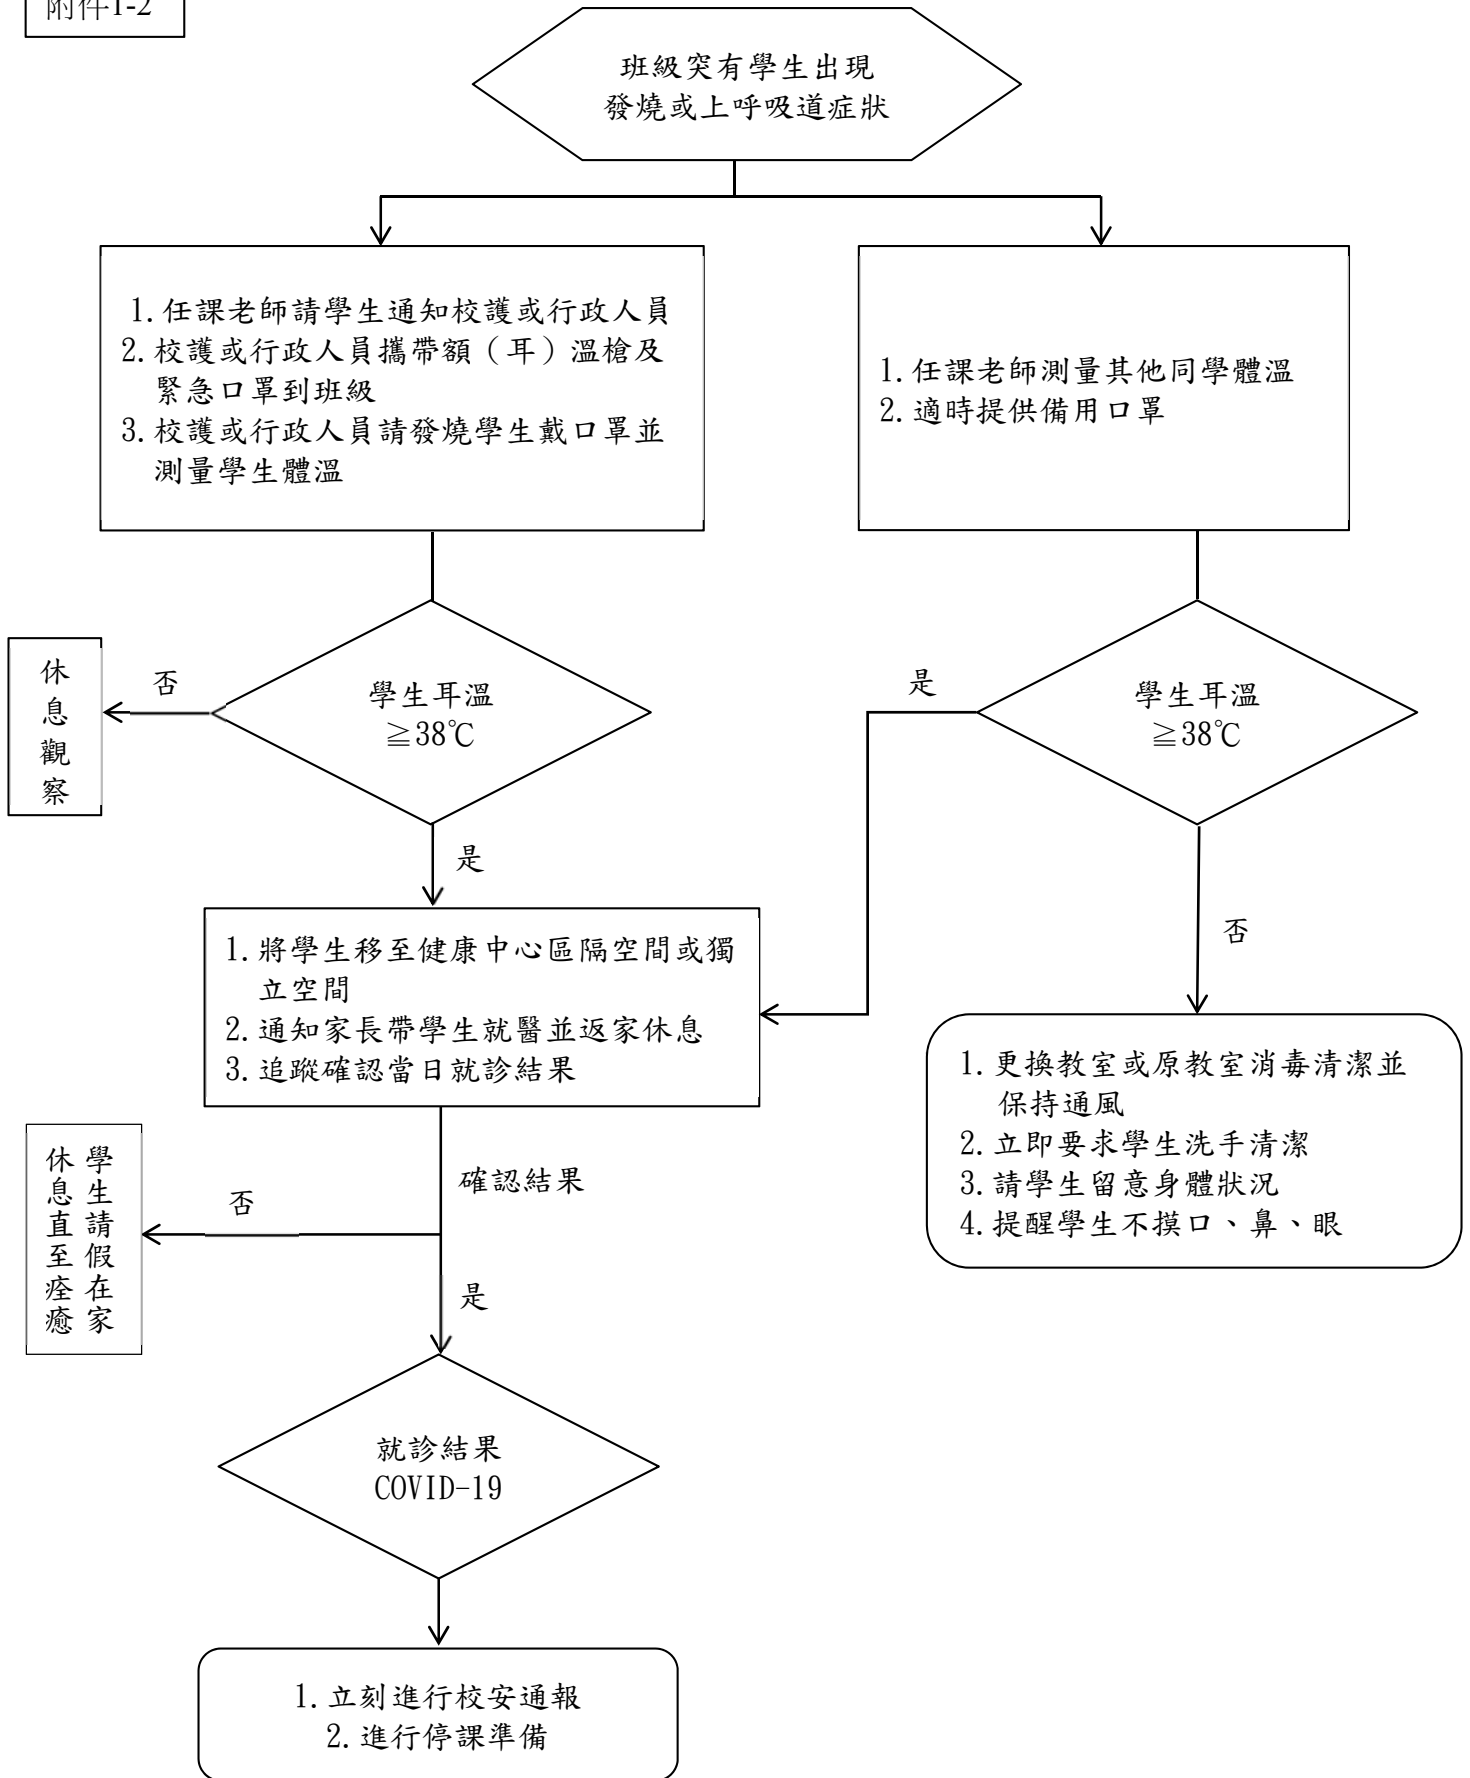 附件1-2
班級突有學生出現
發燒或上呼吸道症狀
1.任課老師請學生通知校護或行政人員
2.校護或行政人員攜帶額（耳）溫槍及
緊急口罩到班級
3.校護或行政人員請發燒學生戴口罩並
測量學生體溫
1.任課老師測量其他同學體溫
2.適時提供備用口罩
休息觀察
否
學生耳溫
≧38℃
是
是
學生耳溫
≧38℃
否
1.將學生移至健康中心區隔空間或獨
立空間
2.通知家長帶學生就醫並返家休息
3.追蹤確認當日就診結果
1.更換教室或原教室消毒清潔並
保持通風
2.立即要求學生洗手清潔
3.請學生留意身體狀況
4.提醒學生不摸口、鼻、眼
學生請假在家
休息直至痊癒
否
確認結果
是
就診結果
COVID-19
1.立刻進行校安通報
2.進行停課準備